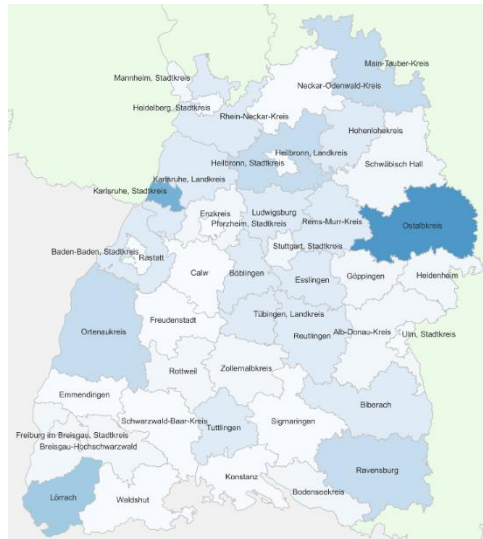 Main-Tauber-Kreis
Mannheim, Stadtkreis
Neckar-Odenwald-Kreis
Heidelberg, Stadtkreis
Rhein-Neckar-Kreis
Hohenlohekreis
Heilbronn, Landkreis
Heilbronn, Stadtkreis
Schwäbisch Hall
Karlsruhe, Landkreis
Karlsruhe, Stadtkreis
Enzkreis
Ludwigsburg
Pforzheim, Stadtkreis
Rems-Murr-Kreis
Ostalbkreis
Stuttgart, Stadtkreis
Baden-Baden, Stadtkreis
Rastatt
Calw
Böblingen
Esslingen
Göppingen
Heidenheim
Freudenstadt
Tübingen, Landkreis
Ortenaukreis
Reutlingen
Alb-Donau-Kreis
Ulm, Stadtkreis
Rottweil
Zollernalbkreis
Emmendingen
Biberach
Schwarzwald-Baar-Kreis
Tuttlingen
Sigmaringen
Freiburg im Breisgau, Stadtkreis
Breisgau-Hochschwarzwald
Konstanz
Ravensburg
Lörrach
Waldshut
Bodenseekreis